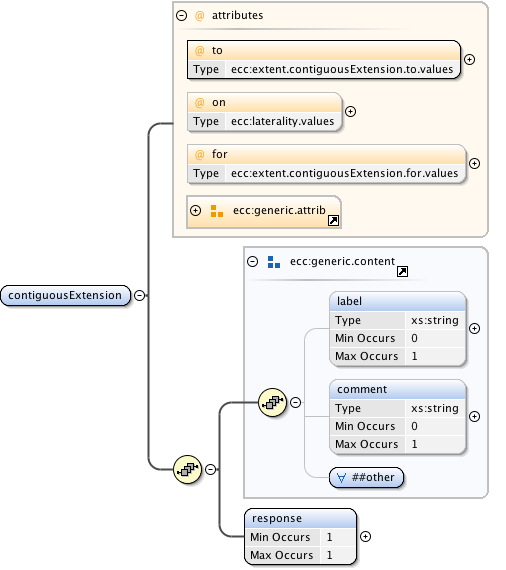 @ attributes
@ to
Type ecc:extent.contiguousExtension.to.values
@ on
Type ecc:laterality.values
@ for
Type ecc:extent.contiguousExtension.for.values
ecc:generic.attrib
contiguousExtension
ecc:generic.content
label
Type xs:string
Min Occurs 0
Max Occurs 1
comment
Type xs:string
Min Occurs 0
Max Occurs 1
∀ ##other
response
Min Occurs 1
Max Occurs 1